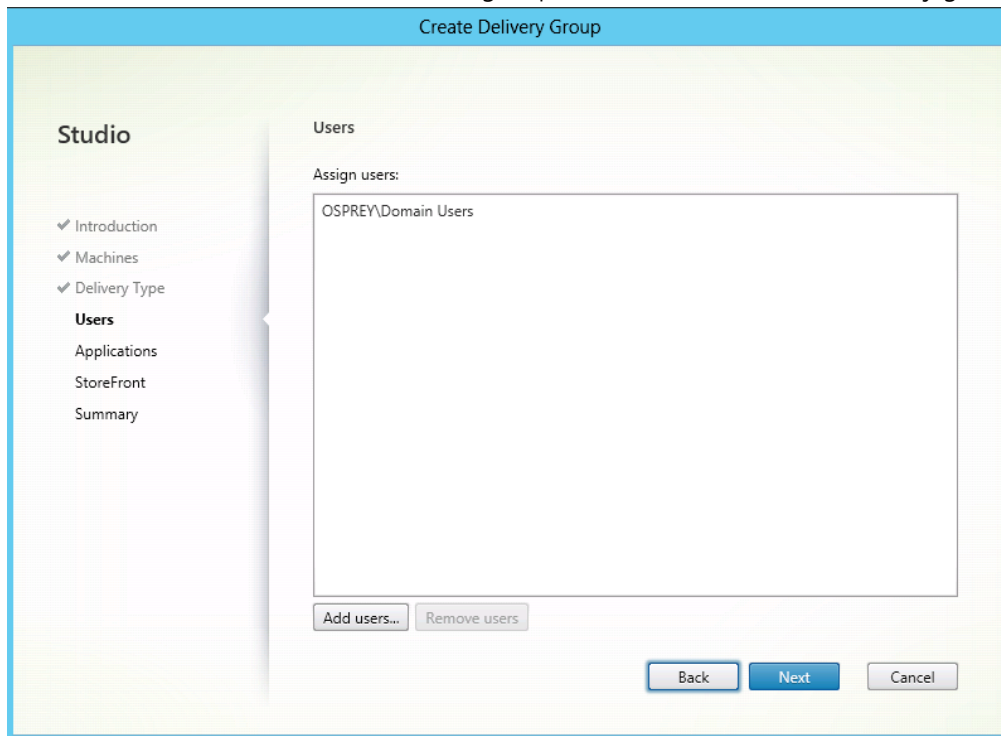 Create Delivery Group
Studio
Introduction
Machines
Delivery Type
Users
Applications
StoreFront
Summary
Users
Assign users:
OSPREY\Domain Users
Add users... Remove users
Back Next Cancel